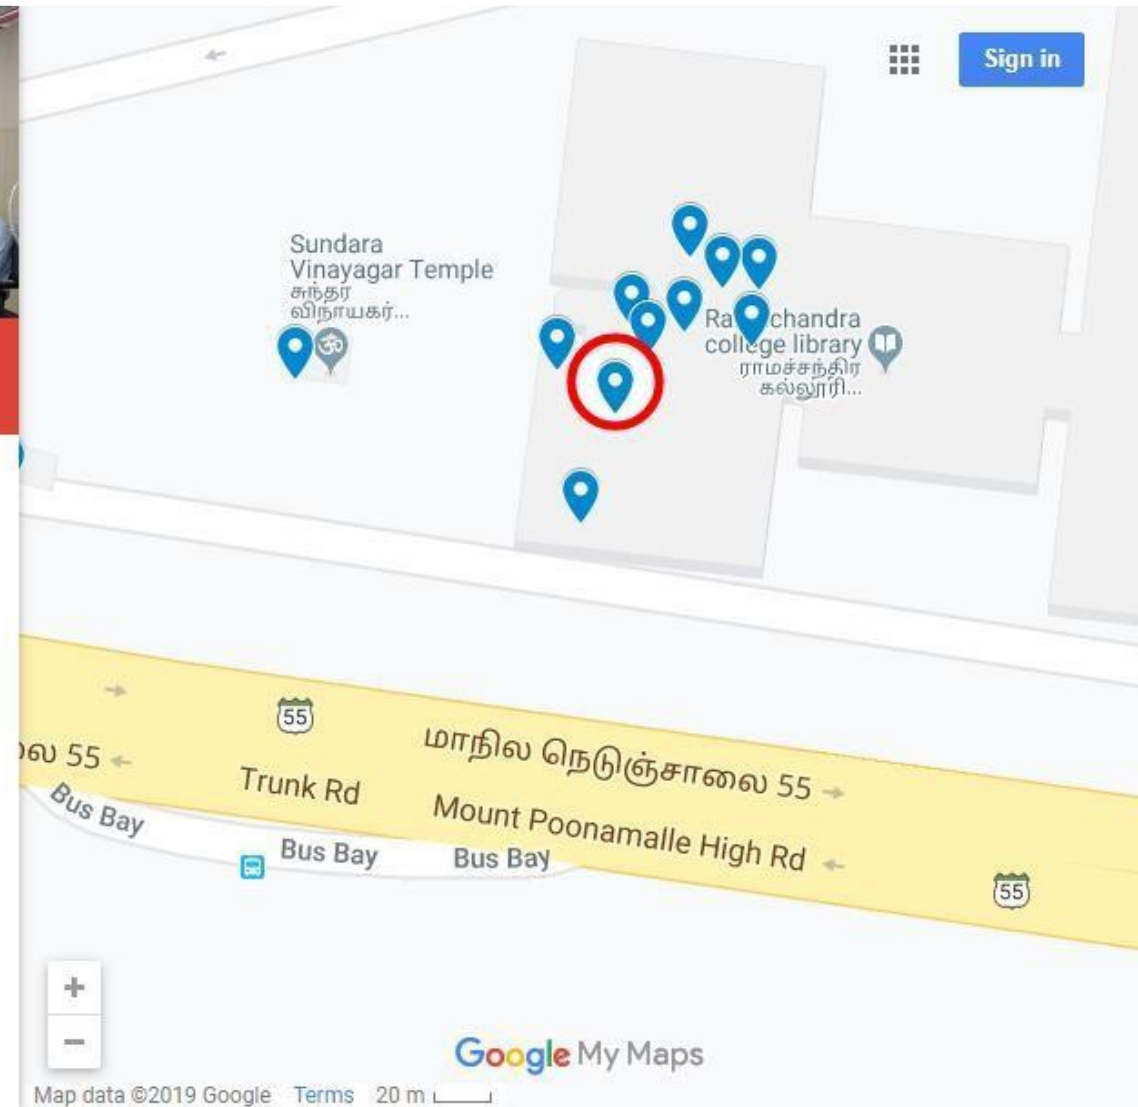 Sign in
Sundara
Vinayagar Temple
சுந்தர
விநாயகர்...
chandra
college library
ராமச்சந்திர
கல்லூரி...
55
மாநில நெடுஞ்சாலை 55
55
Trunk Rd
Mount Poonamalle High Rd
Bus Bay
Bus Bay
Bus Bay
55
Google My Maps
Map data ©2019 Google Terms 20 m